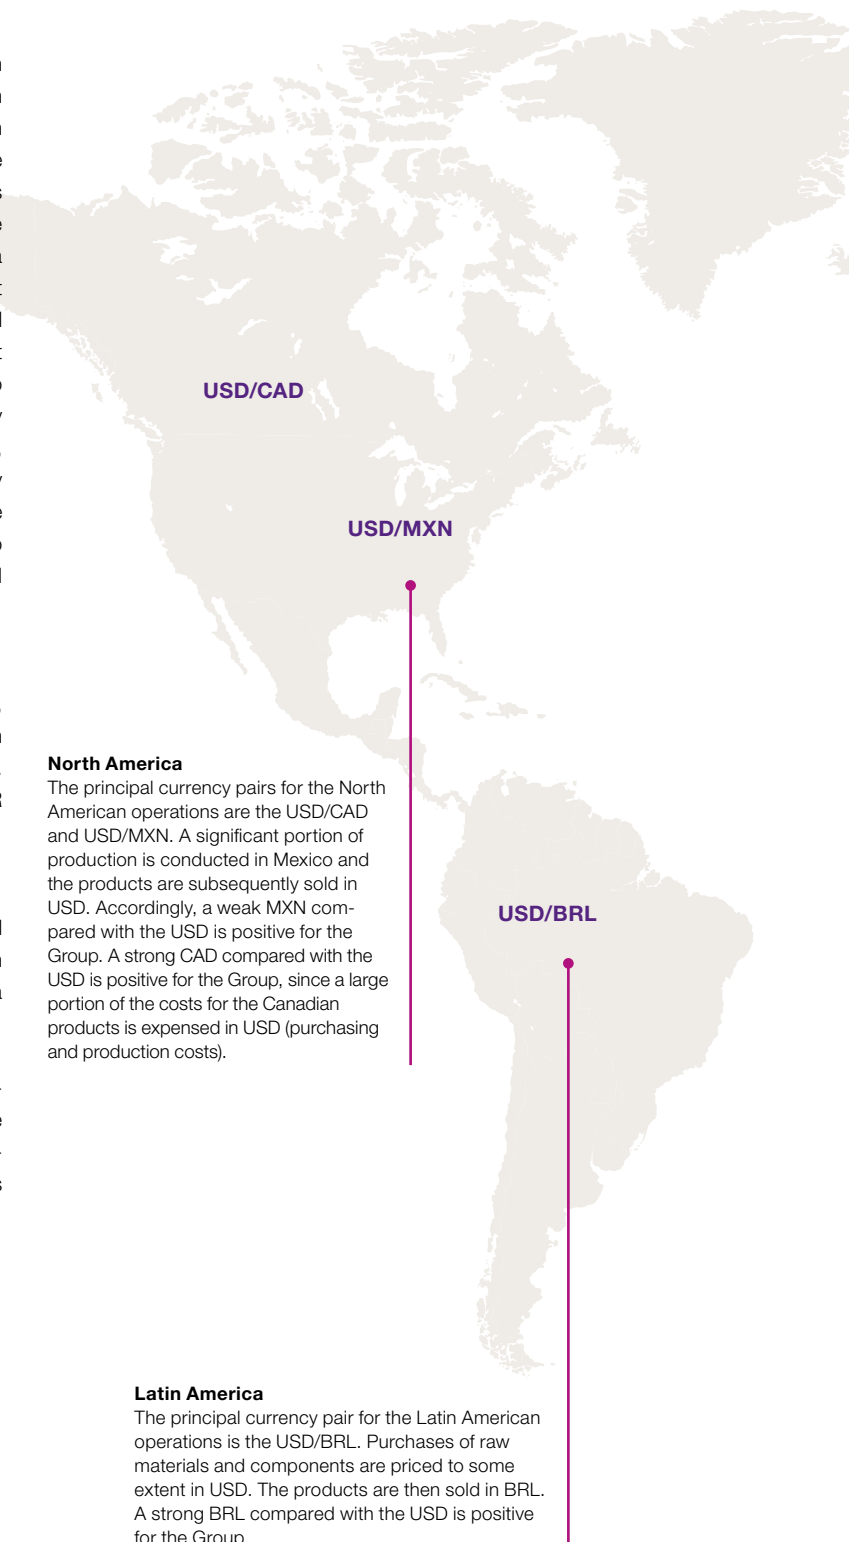 USD/CAD
USD/MXN
North America
The principal currency pairs for the North
American operations are the USD/CAD
and USD/MXN. A significant portion of
production is conducted in Mexico and
the products are subsequently sold in
USD. Accordingly, a weak MXN com-
pared with the USD is positive for the
Group. A strong CAD compared with the
USD is positive for the Group, since a large
portion of the costs for the Canadian
products is expensed in USD (purchasing
and production costs).
USD/BRL
Latin America
The principal currency pair for the Latin American
operations is the USD/BRL. Purchases of raw
materials and components are priced to some
extent in USD. The products are then sold in BRL.
A strong BRL compared with the USD is positive
for the Group